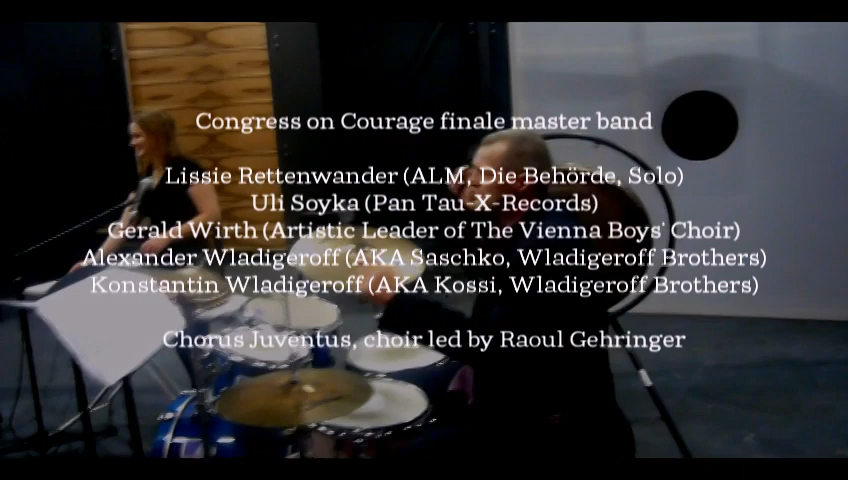 Congress on Courage finale master band
Lissie Rettenwander (ALM, Die Behörde, Solo)
Uli Soyka (Pan Tau-X-Records)
Gerald Wirth (Artistic Leader of The Vienna Boys' Choir)
Alexander Wladigeroff (AKA Saschko, Wladigeroff Brothers)
Konstantin Wladigeroff (AKA Kossi, Wladigeroff Brothers)
Chorus Juventus, choir led by Raoul Gehringer